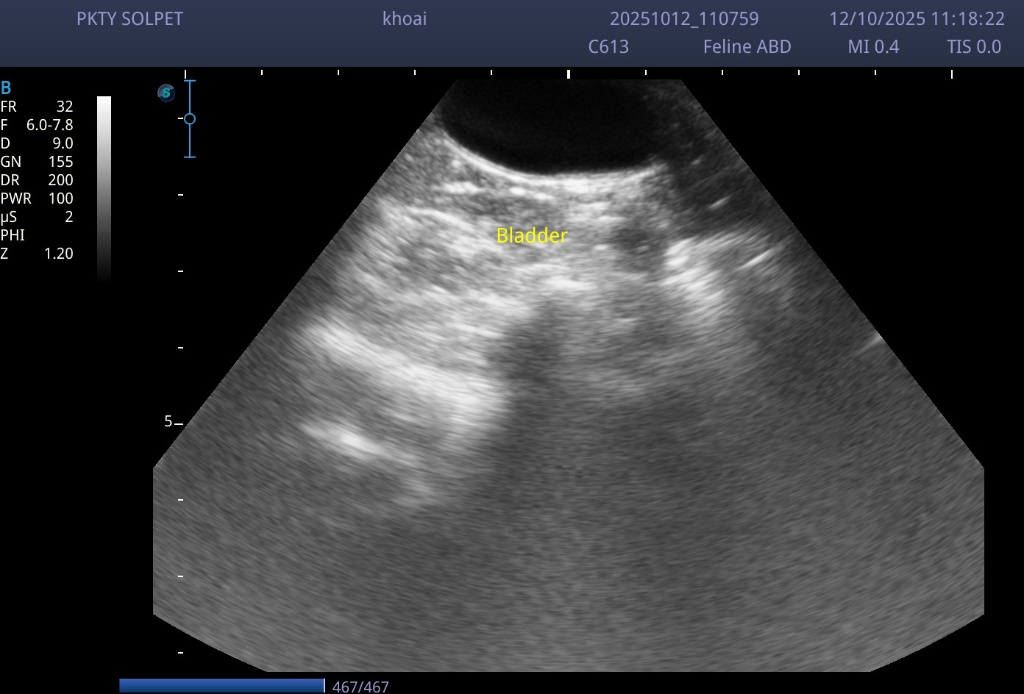 PKTY SOLPET khoai 20251012_110759 12/10/2025 11:18:22
C613 Feline ABD MI 0.4 TIS 0.0
B
S
FR 32
F 6.0-7.8
D 9.0
GN 155
DR 200
PWR 100
µS 2
PHI
Z 1.20
Bladder
5
467/467